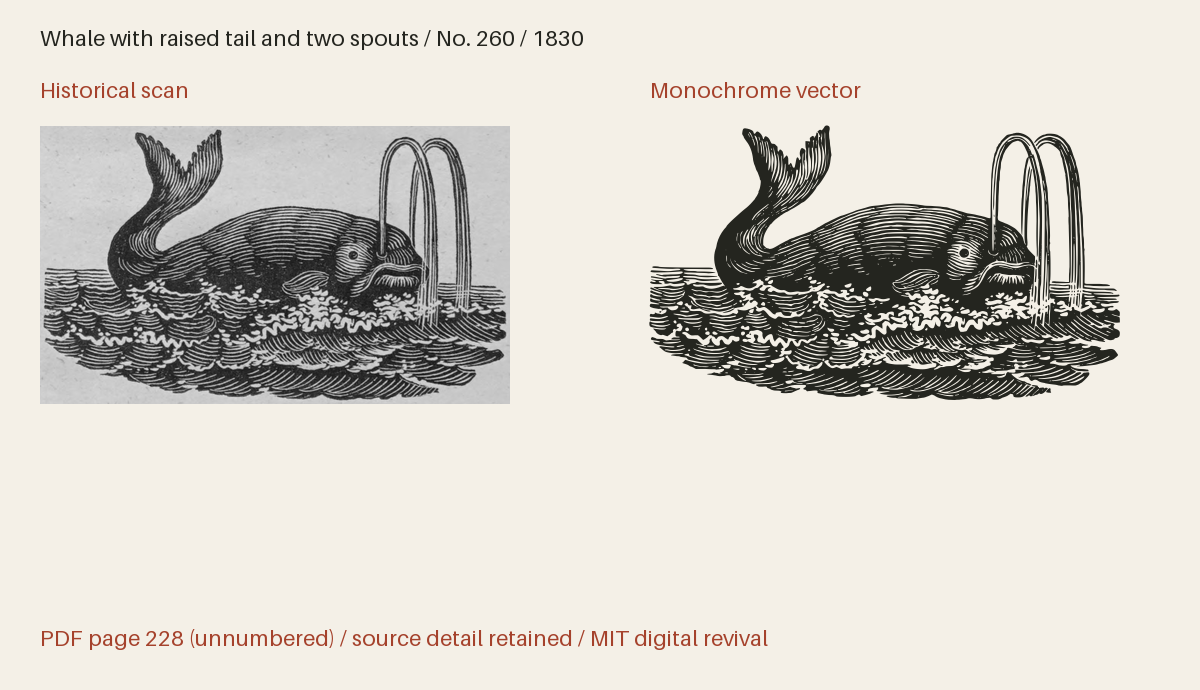 Whale with raised tail and two spouts / No. 260 / 1830
Historical scan
Monochrome vector
PDF page 228 (unnumbered) / source detail retained / MIT digital revival